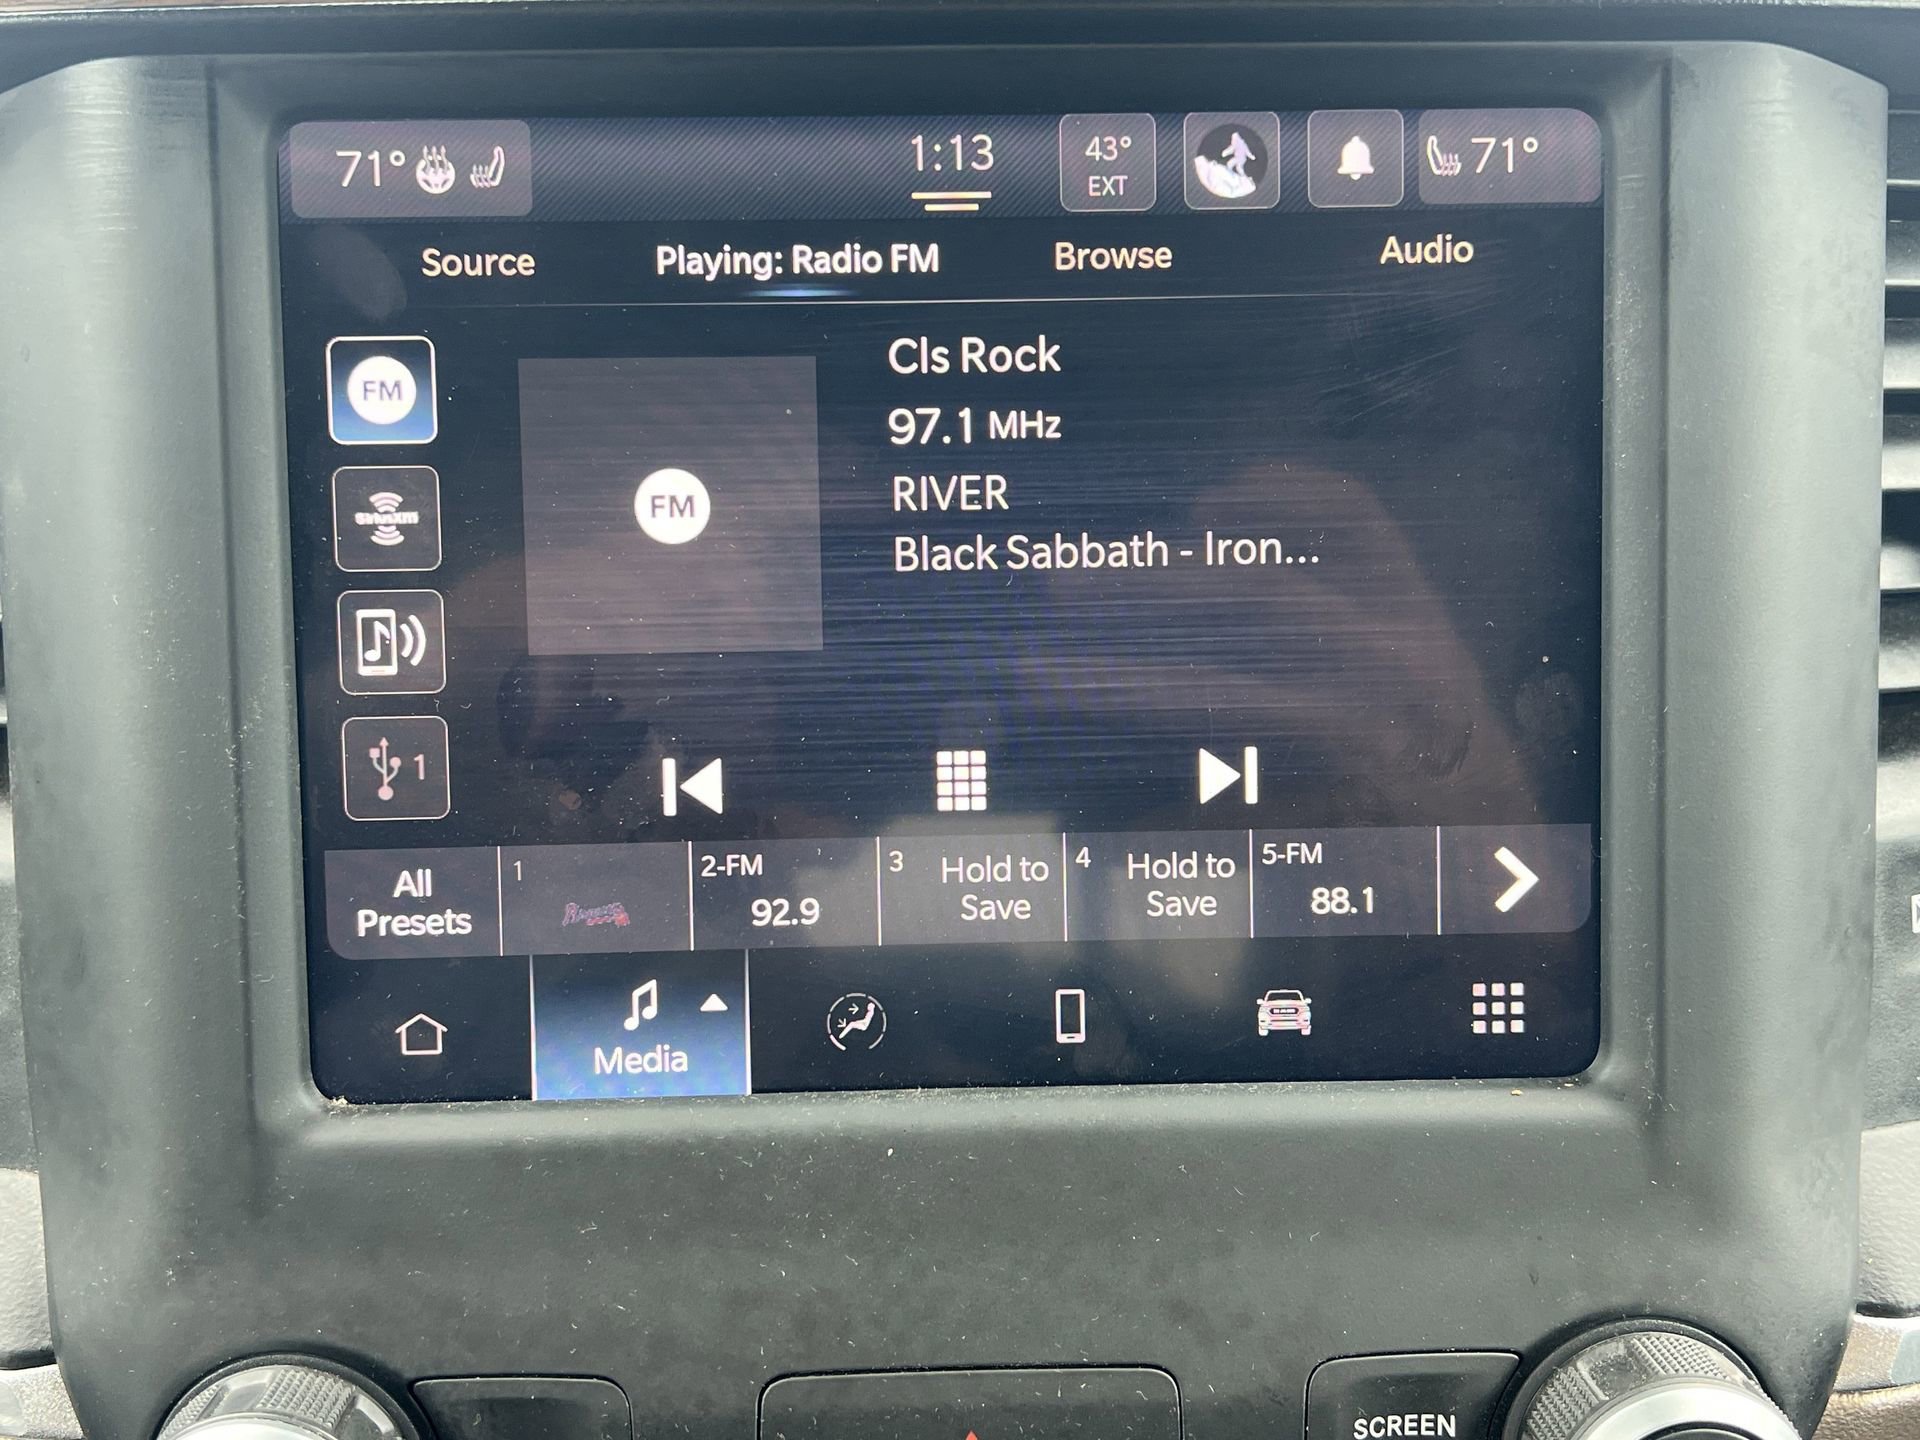 71°
1:13
43°
EXT
71°
Source
Playing: Radio FM
Browse
Audio
FM
FM
Cls Rock
97.1 MHz
RIVER
Black Sabbath - Iron...
SiriusXM
1
All
Presets
1
Braves
2-FM
92.9
3
Hold to
Save
4
Hold to
Save
5-FM
88.1
Media
SCREEN